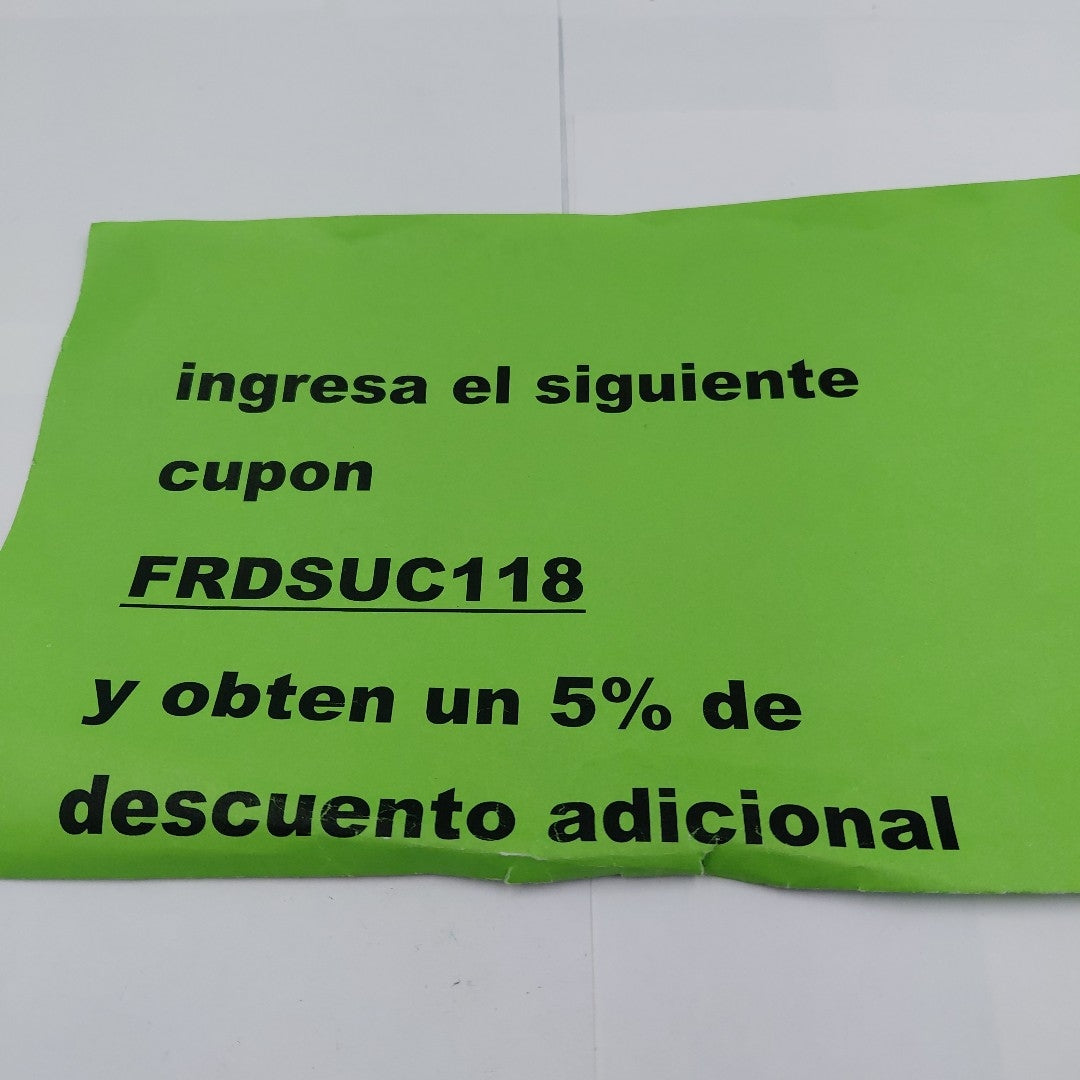 ingresa el siguiente
cupon
FRDSUC118
y obten un 5% de
descuento adicional